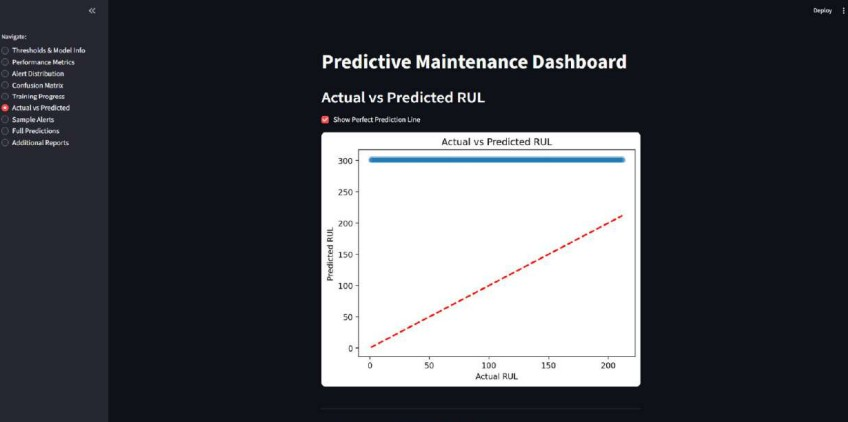 Deploy
Navigate:
Thresholds & Model Info
Performance Metrics
Alert Distribution
Confusion Matrix
Training Progress
Actual vs Predicted
Sample Alerts
Full Predictions
Additional Reports
Predictive Maintenance Dashboard
Actual vs Predicted RUL
Show Perfect Prediction Line
Actual vs Predicted RUL
Predicted RUL
300
250
200
150
100
50
0
0 50 100 150 200
Actual RUL